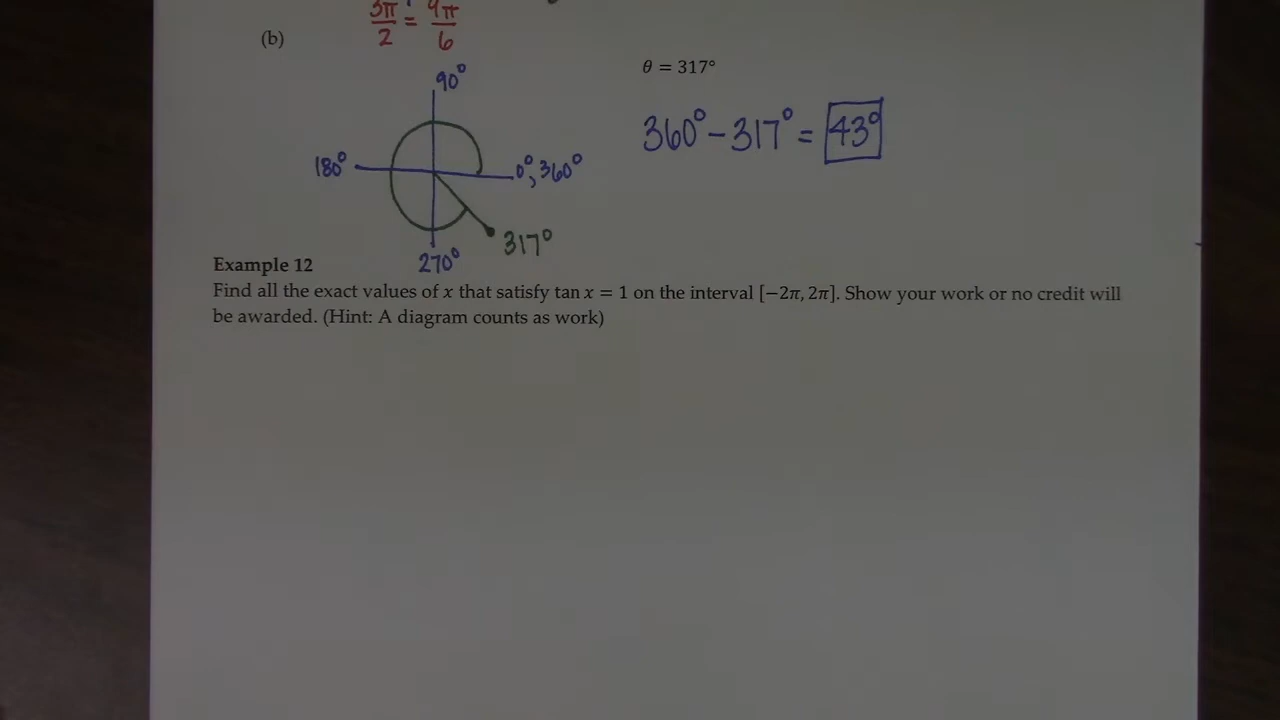 3π/2 = 9π/6
(b)
θ = 317°
90°
360° − 317° = 43°
180°
0°, 360°
317°
270°
Example 12
Find all the exact values of x that satisfy tan x = 1 on the interval [−2π, 2π]. Show your work or no credit will
be awarded. (Hint: A diagram counts as work)